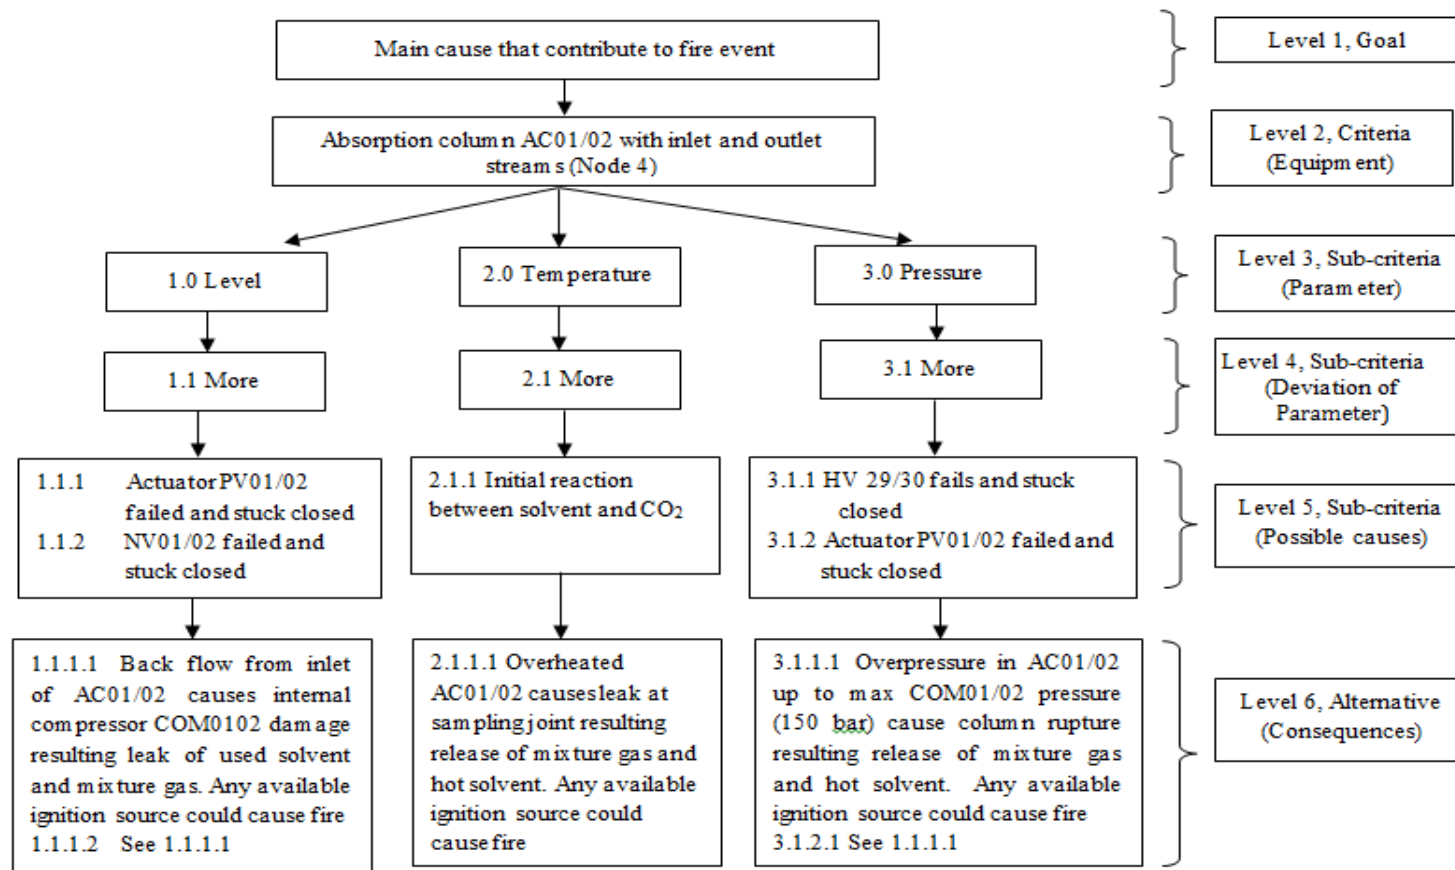 Main cause that contribute to fire event
Level 1, Goal
Absorption column AC01/02 with inlet and outlet
streams (Node 4)
Level 2, Criteria
(Equipment)
1.0 Level
2.0 Temperature
3.0 Pressure
Level 3, Sub-criteria
(Parameter)
1.1 More
2.1 More
3.1 More
Level 4, Sub-criteria
(Deviation of
Parameter)
1.1.1 Actuator PV01/02
failed and stuck closed
1.1.2 NV01/02 failed and
stuck closed
2.1.1 Initial reaction
between solvent and CO₂
3.1.1 HV 29/30 fails and stuck
closed
3.1.2 Actuator PV01/02 failed and
stuck closed
Level 5, Sub-criteria
(Possible causes)
1.1.1.1 Back flow from inlet
of AC01/02 causes internal
compressor COM0102 damage
resulting leak of used solvent
and mixture gas. Any available
ignition source could cause fire
1.1.1.2 See 1.1.1.1
2.1.1.1 Overheated
AC01/02 causes leak at
sampling joint resulting
release of mixture gas and
hot solvent. Any available
ignition source could
cause fire
3.1.1.1 Overpressure in AC01/02
up to max COM01/02 pressure
(150 bar) cause column rupture
resulting release of mixture gas
and hot solvent. Any available
ignition source could cause fire
3.1.2.1 See 1.1.1.1
Level 6, Alternative
(Consequences)